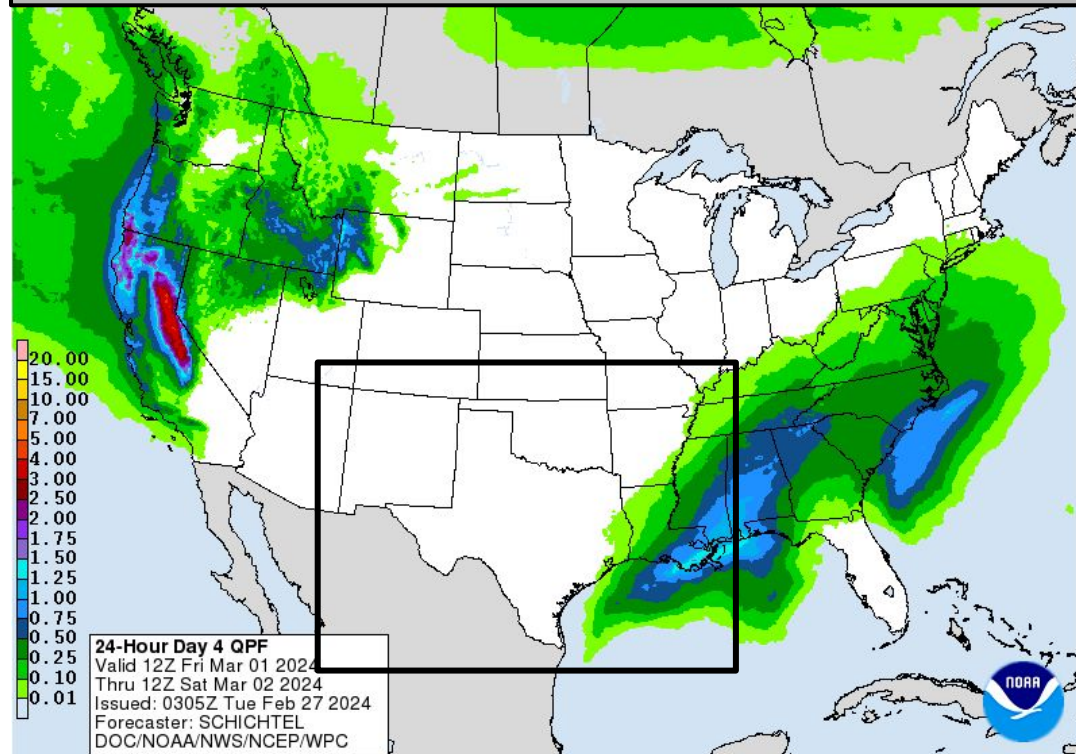 20.00
15.00
10.00
7.00
5.00
4.00
3.00
2.50
2.00
1.75
1.50
1.25
1.00
0.75
0.50
0.25
0.10
0.01
24-Hour Day 4 QPF
Valid 12Z Fri Mar 01 2024
Thru 12Z Sat Mar 02 2024
Issued: 0305Z Tue Feb 27 2024
Forecaster: SCHICHTEL
DOC/NOAA/NWS/NCEP/WPC
NOAA